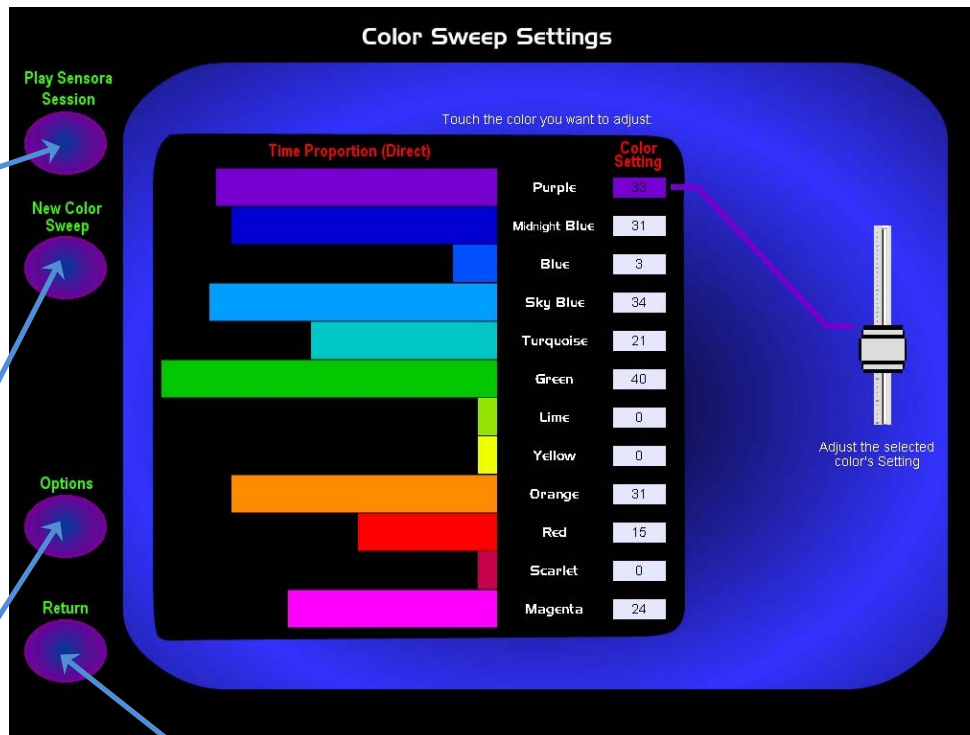 Color Sweep Settings
Play Sensora
Session
New Color
Sweep
Options
Return
Touch the color you want to adjust:
Time Proportion (Direct)
Color
Setting
Purple 33
Midnight Blue 31
Blue 3
Sky Blue 34
Turquoise 21
Green 40
Lime 0
Yellow 0
Orange 31
Red 15
Scarlet 0
Magenta 24
Adjust the selected
color's Setting